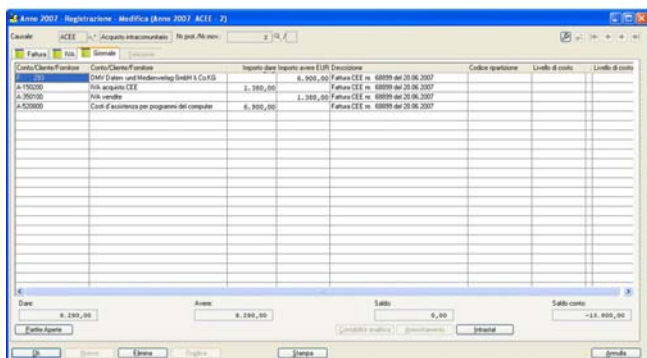 Anno 2007 - Registrazione - Modifica (Anno 2007 ACEE - 2)
Causale: ACEE Acquisto intracomunitario Nr.prot./Nr.mov.: 2 /
Fattura IVA Giornale
Conto/Cliente/Fornitore Conto/Cliente/Fornitore Importo dare Importo avere EUR Descrizione Codice ripartizione Livello di costo Livello di costo
F 280 DMV Daten- und Medienverlag GmbH & Co.KG 6.900,00 Fattura CEE nr. 68899 del 20.06.2007
A-150200 IVA acquisto CEE 1.380,00 Fattura CEE nr. 68899 del 20.06.2007
A-350100 IVA vendite 1.380,00 Fattura CEE nr. 68899 del 20.06.2007
A-520800 Costi d'assistenza per programmi del computer 6.900,00 Fattura CEE nr. 68899 del 20.06.2007
Dare: Avere: Saldo: Saldo conto:
8.280,00 8.280,00 0,00 -13.800,00
Partite Aperte Contabilità analitica Ammortamento Intrastat
Ok Nuovo Elimina Duplica Stampa Annulla